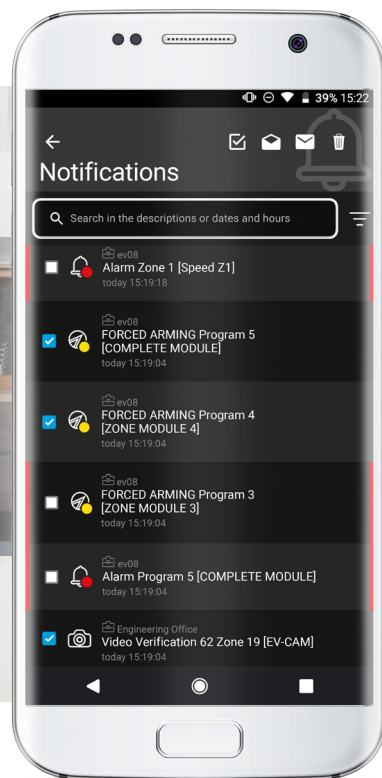 39% 15:22
Notifications
Search in the descriptions or dates and hours
ev08
Alarm Zone 1 [Speed Z1]
today 15:19:18
ev08
FORCED ARMING Program 5
[COMPLETE MODULE]
today 15:19:04
ev08
FORCED ARMING Program 4
[ZONE MODULE 4]
today 15:19:04
ev08
FORCED ARMING Program 3
[ZONE MODULE 3]
today 15:19:04
ev08
Alarm Program 5 [COMPLETE MODULE]
today 15:19:04
Engineering Office
Video Verification 62 Zone 19 [EV-CAM]
today 15:19:04